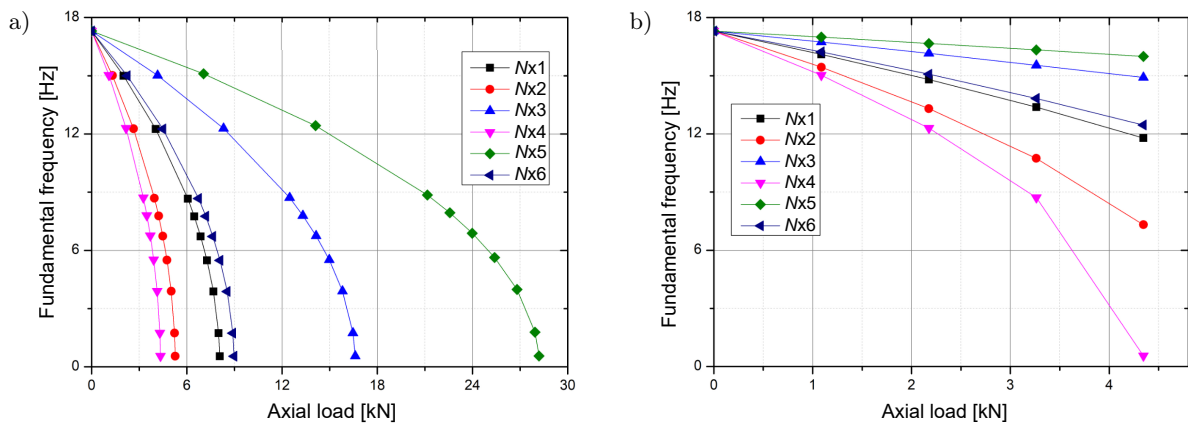 a)
Fundamental frequency [Hz]
18
12
6
0
Nx1
Nx2
Nx3
Nx4
Nx5
Nx6
0 6 12 18 24 30
Axial load [kN]
b)
Fundamental frequency [Hz]
18
12
6
0
Nx1
Nx2
Nx3
Nx4
Nx5
Nx6
0 1 2 3 4
Axial load [kN]